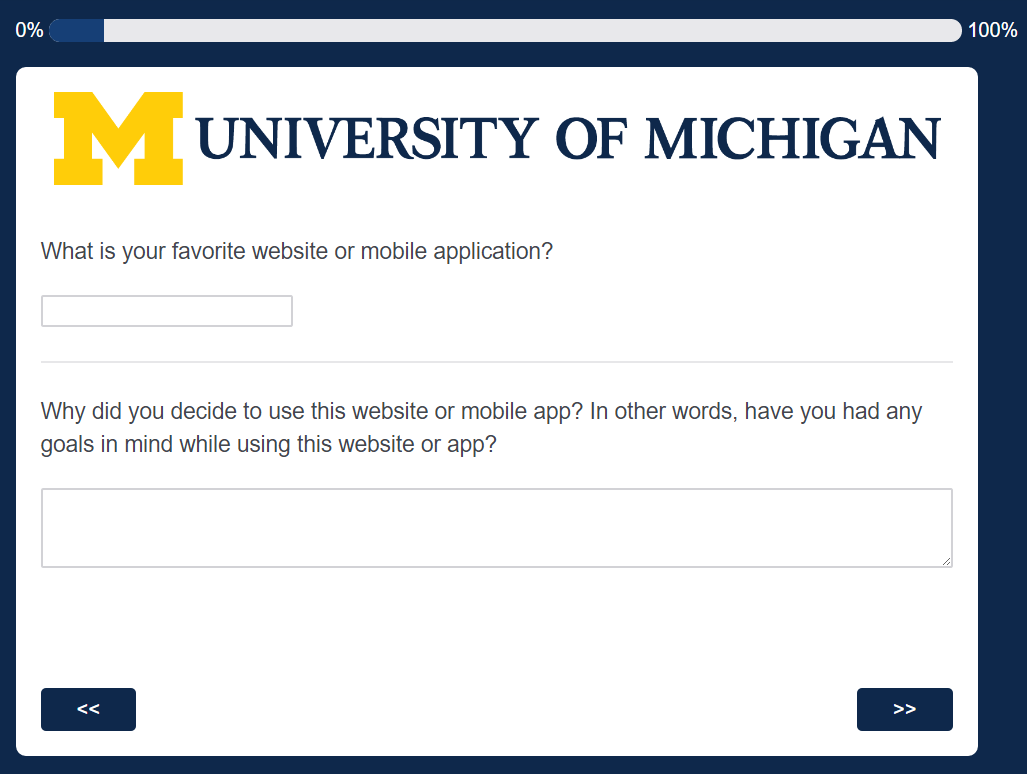 0% 100%
M UNIVERSITY OF MICHIGAN
What is your favorite website or mobile application?
Why did you decide to use this website or mobile app? In other words, have you had any
goals in mind while using this website or app?
<< >>